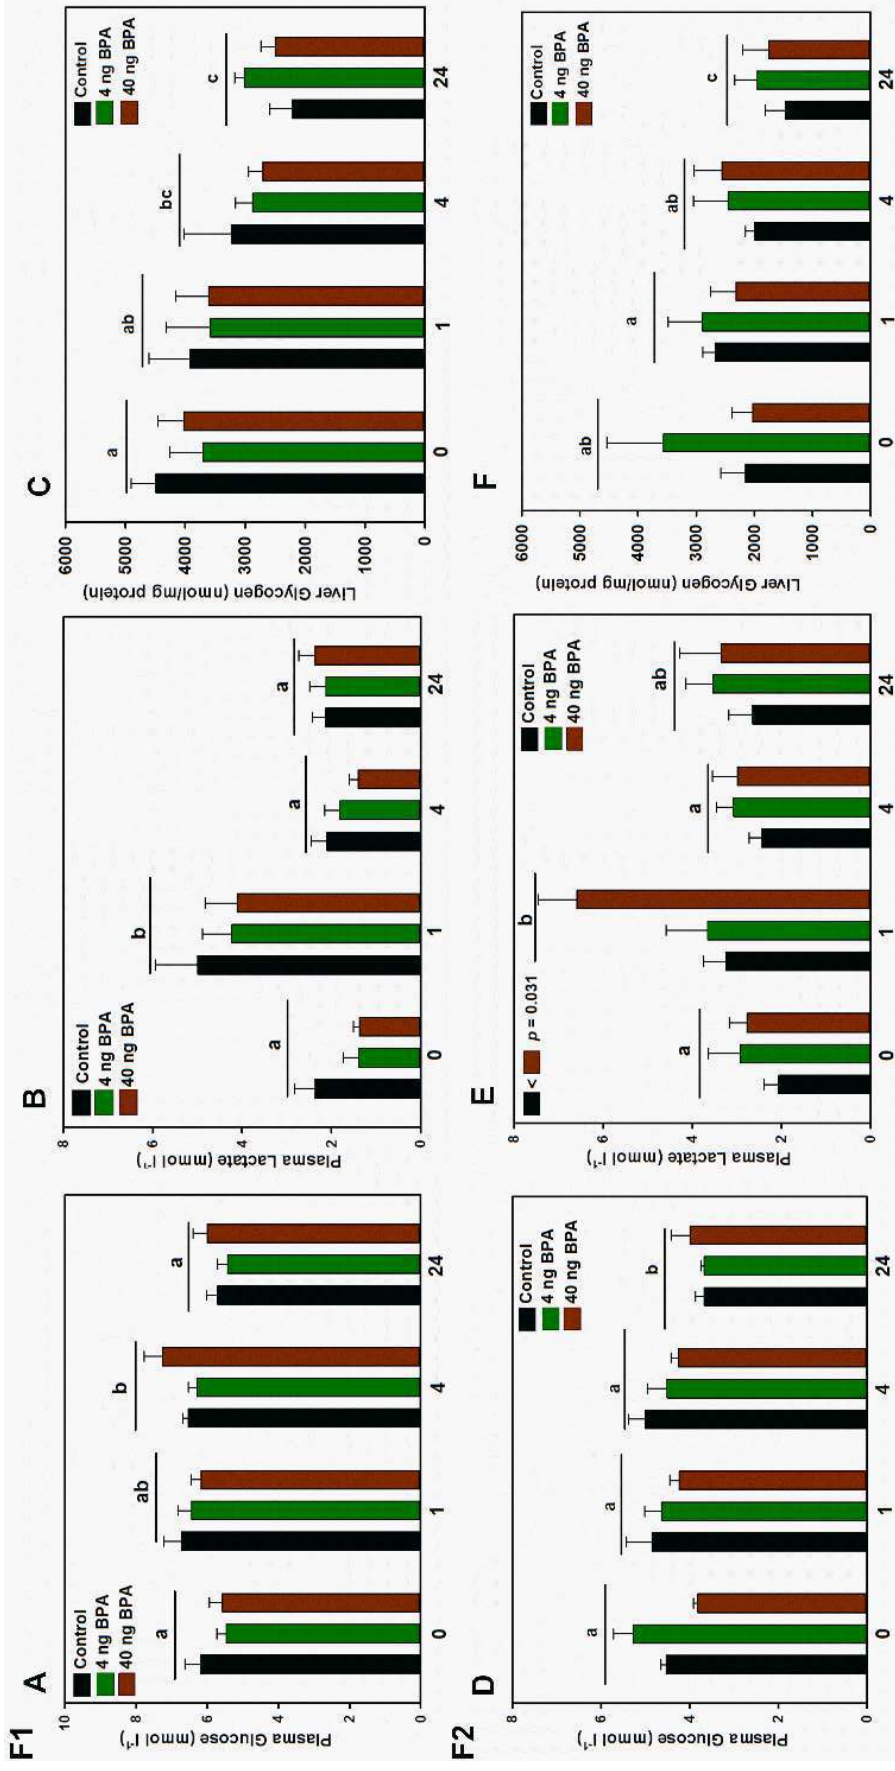 F1
A
Control
4 ng BPA
40 ng BPA
Plasma Glucose (mmol l-1)
10
8
6
4
2
0
a
ab
b
a
0
1
4
24
B
Control
4 ng BPA
40 ng BPA
Plasma Lactate (mmol l-1)
8
6
4
2
0
a
b
a
a
0
1
4
24
C
Control
4 ng BPA
40 ng BPA
Liver Glycogen (nmol/mg protein)
6000
5000
4000
3000
2000
1000
0
a
ab
bc
c
0
1
4
24
F2
D
Control
4 ng BPA
40 ng BPA
Plasma Glucose (mmol l-1)
8
6
4
2
0
a
a
a
b
0
1
4
24
E
< p = 0.031
Control
4 ng BPA
40 ng BPA
Plasma Lactate (mmol l-1)
8
6
4
2
0
a
b
a
ab
0
1
4
24
F
Control
4 ng BPA
40 ng BPA
Liver Glycogen (nmol/mg protein)
6000
5000
4000
3000
2000
1000
0
ab
a
ab
c
0
1
4
24